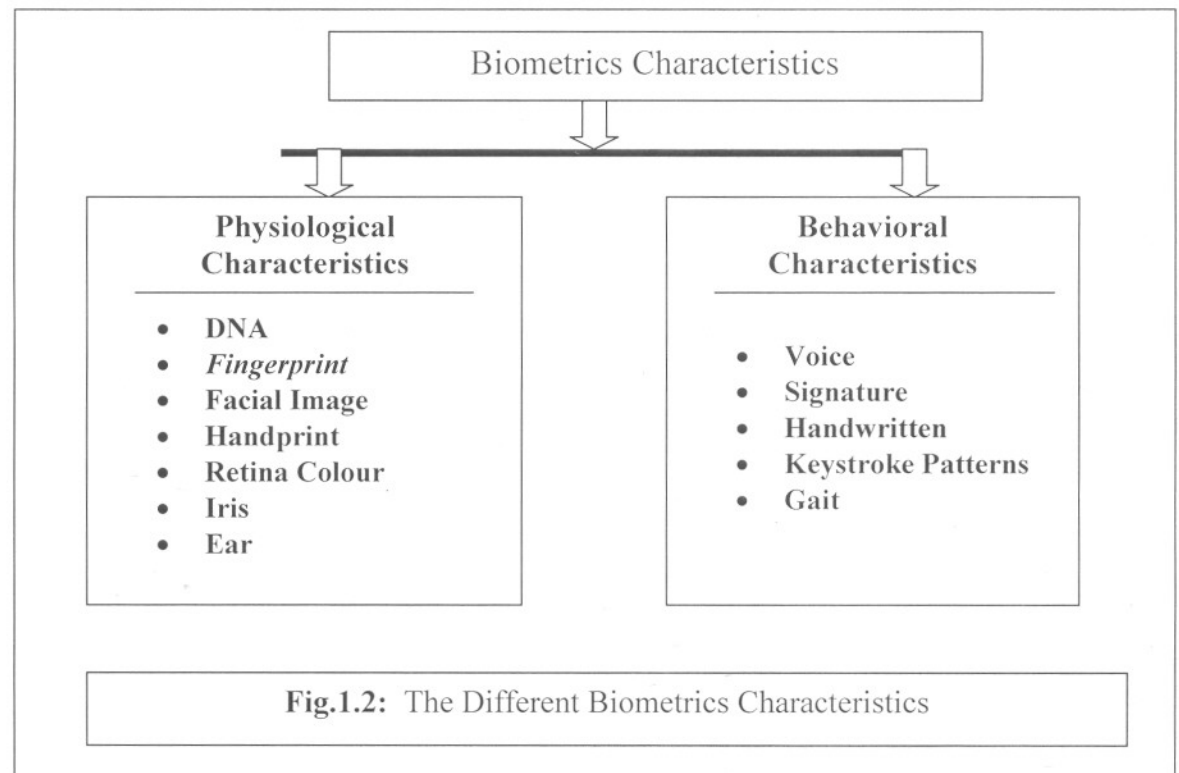 Biometrics Characteristics
Physiological
Characteristics
• DNA
• Fingerprint
• Facial Image
• Handprint
• Retina Colour
• Iris
• Ear
Behavioral
Characteristics
• Voice
• Signature
• Handwritten
• Keystroke Patterns
• Gait
Fig.1.2: The Different Biometrics Characteristics